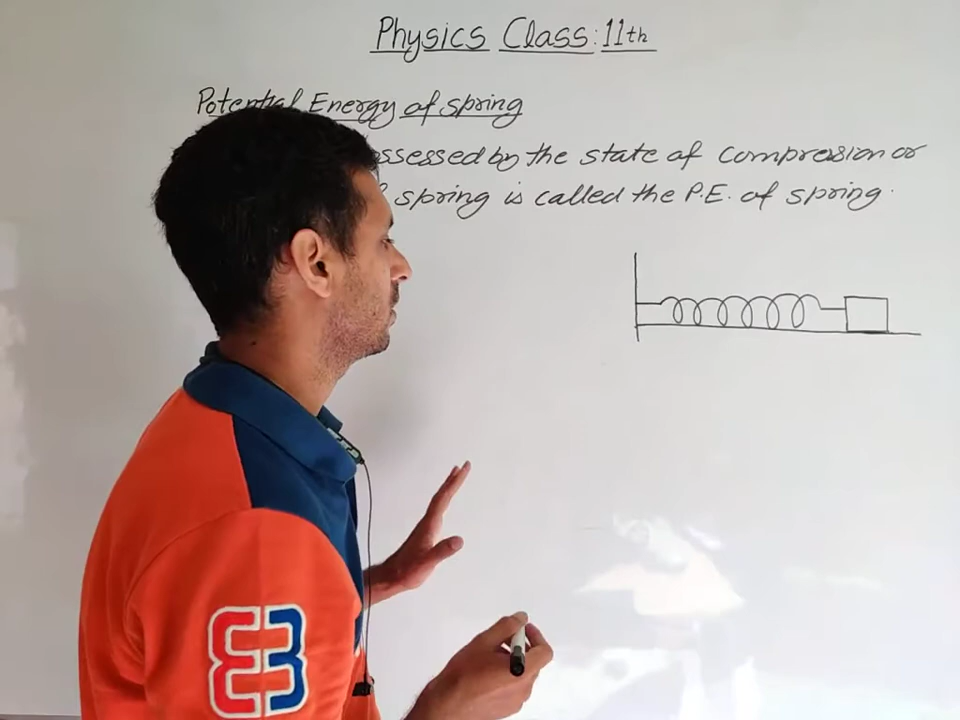 Physics Class: 11th
Potential Energy of spring
possessed by the state of compression or
spring is called the P.E. of spring.